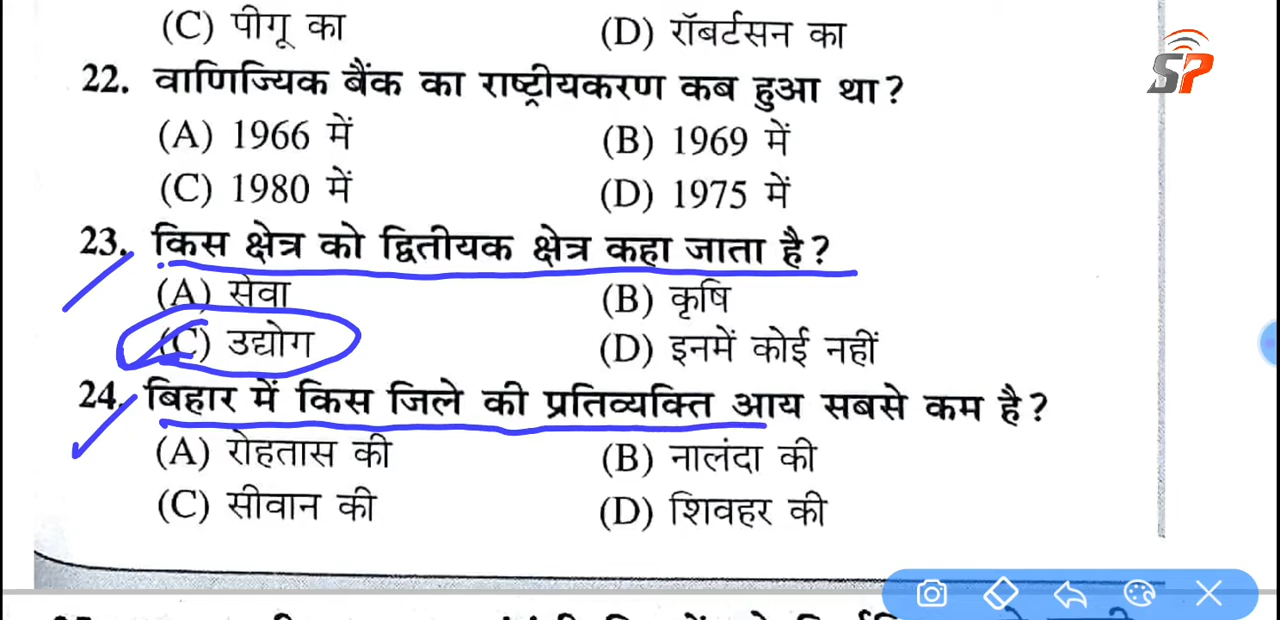 (C) पीगू का (D) रॉबर्टसन का
SP
22. वाणिज्यिक बैंक का राष्ट्रीयकरण कब हुआ था?
(A) 1966 में (B) 1969 में
(C) 1980 में (D) 1975 में
23. किस क्षेत्र को द्वितीयक क्षेत्र कहा जाता है?
(A) सेवा (B) कृषि
(C) उद्योग (D) इनमें कोई नहीं
24. बिहार में किस जिले की प्रतिव्यक्ति आय सबसे कम है?
(A) रोहतास की (B) नालंदा की
(C) सीवान की (D) शिवहर की